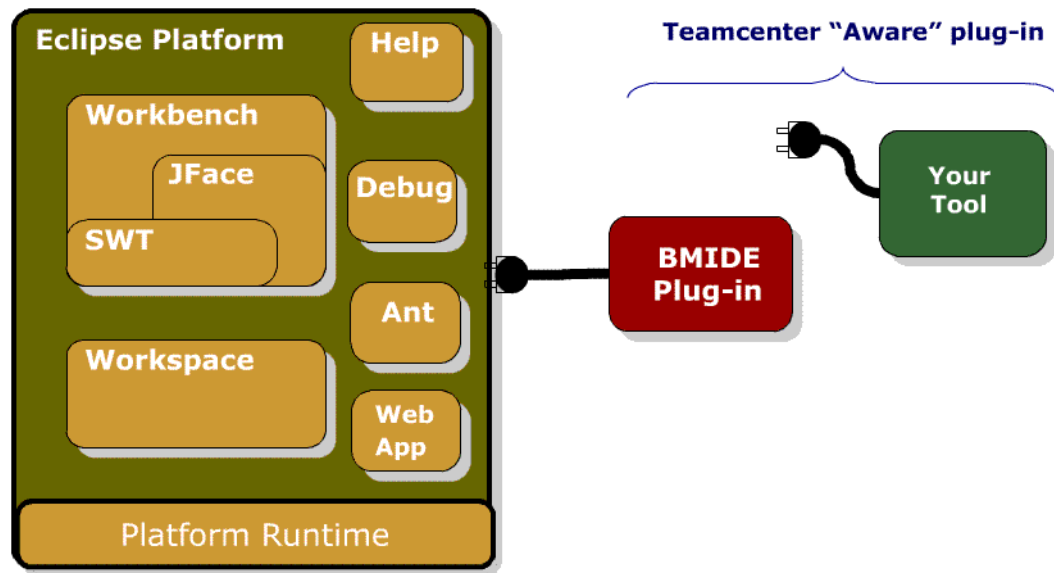 Eclipse Platform
Help
Workbench
JFace
SWT
Debug
Ant
Workspace
Web
App
Platform Runtime
Teamcenter “Aware” plug-in
BMIDE
Plug-in
Your
Tool